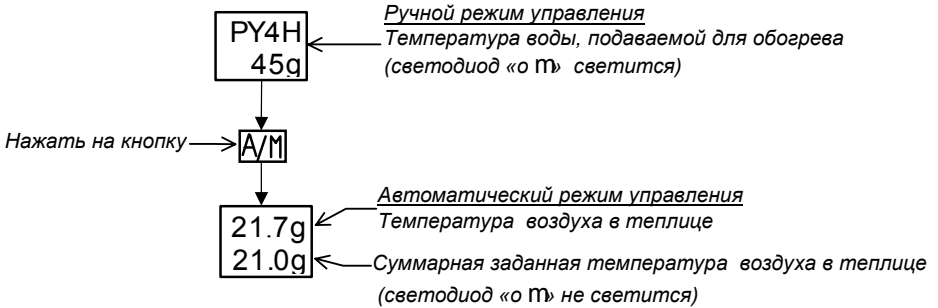 Ручной режим управления
PY4H
Температура воды, подаваемой для обогрева
45g
(светодиод «o m» светится)
Нажать на кнопку
A/M
Автоматический режим управления
21.7g
Температура воздуха в теплице
21.0g
Суммарная заданная температура воздуха в теплице
(светодиод «o m» не светится)